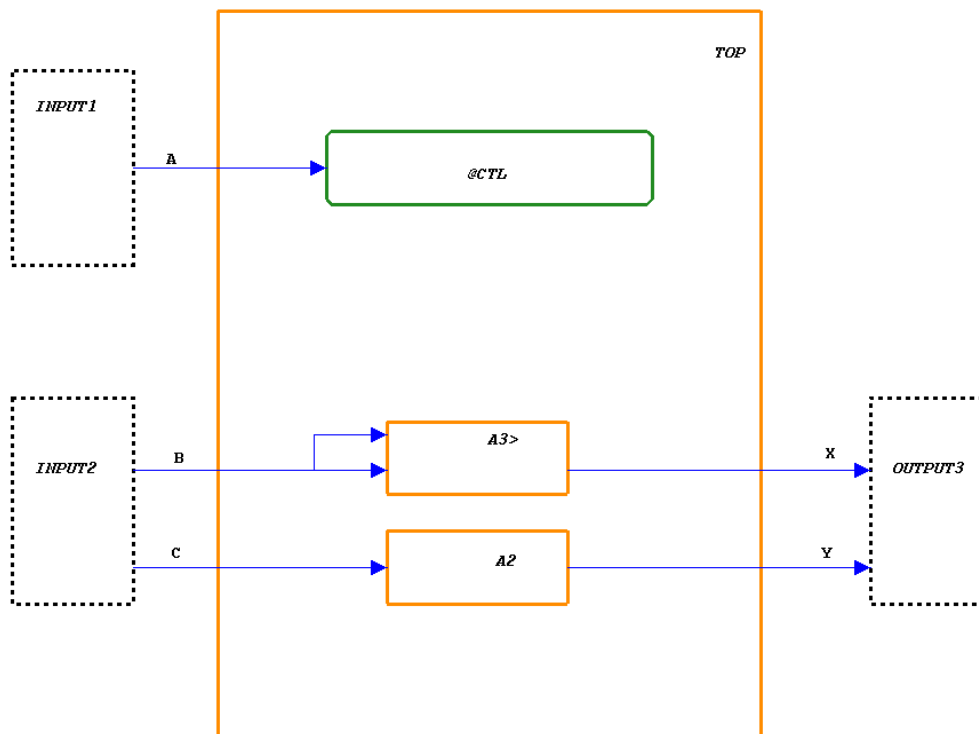 TOP
INPUT1
A
@CTL
A3>
B
X
INPUT2
OUTPUT3
C
Y
A2